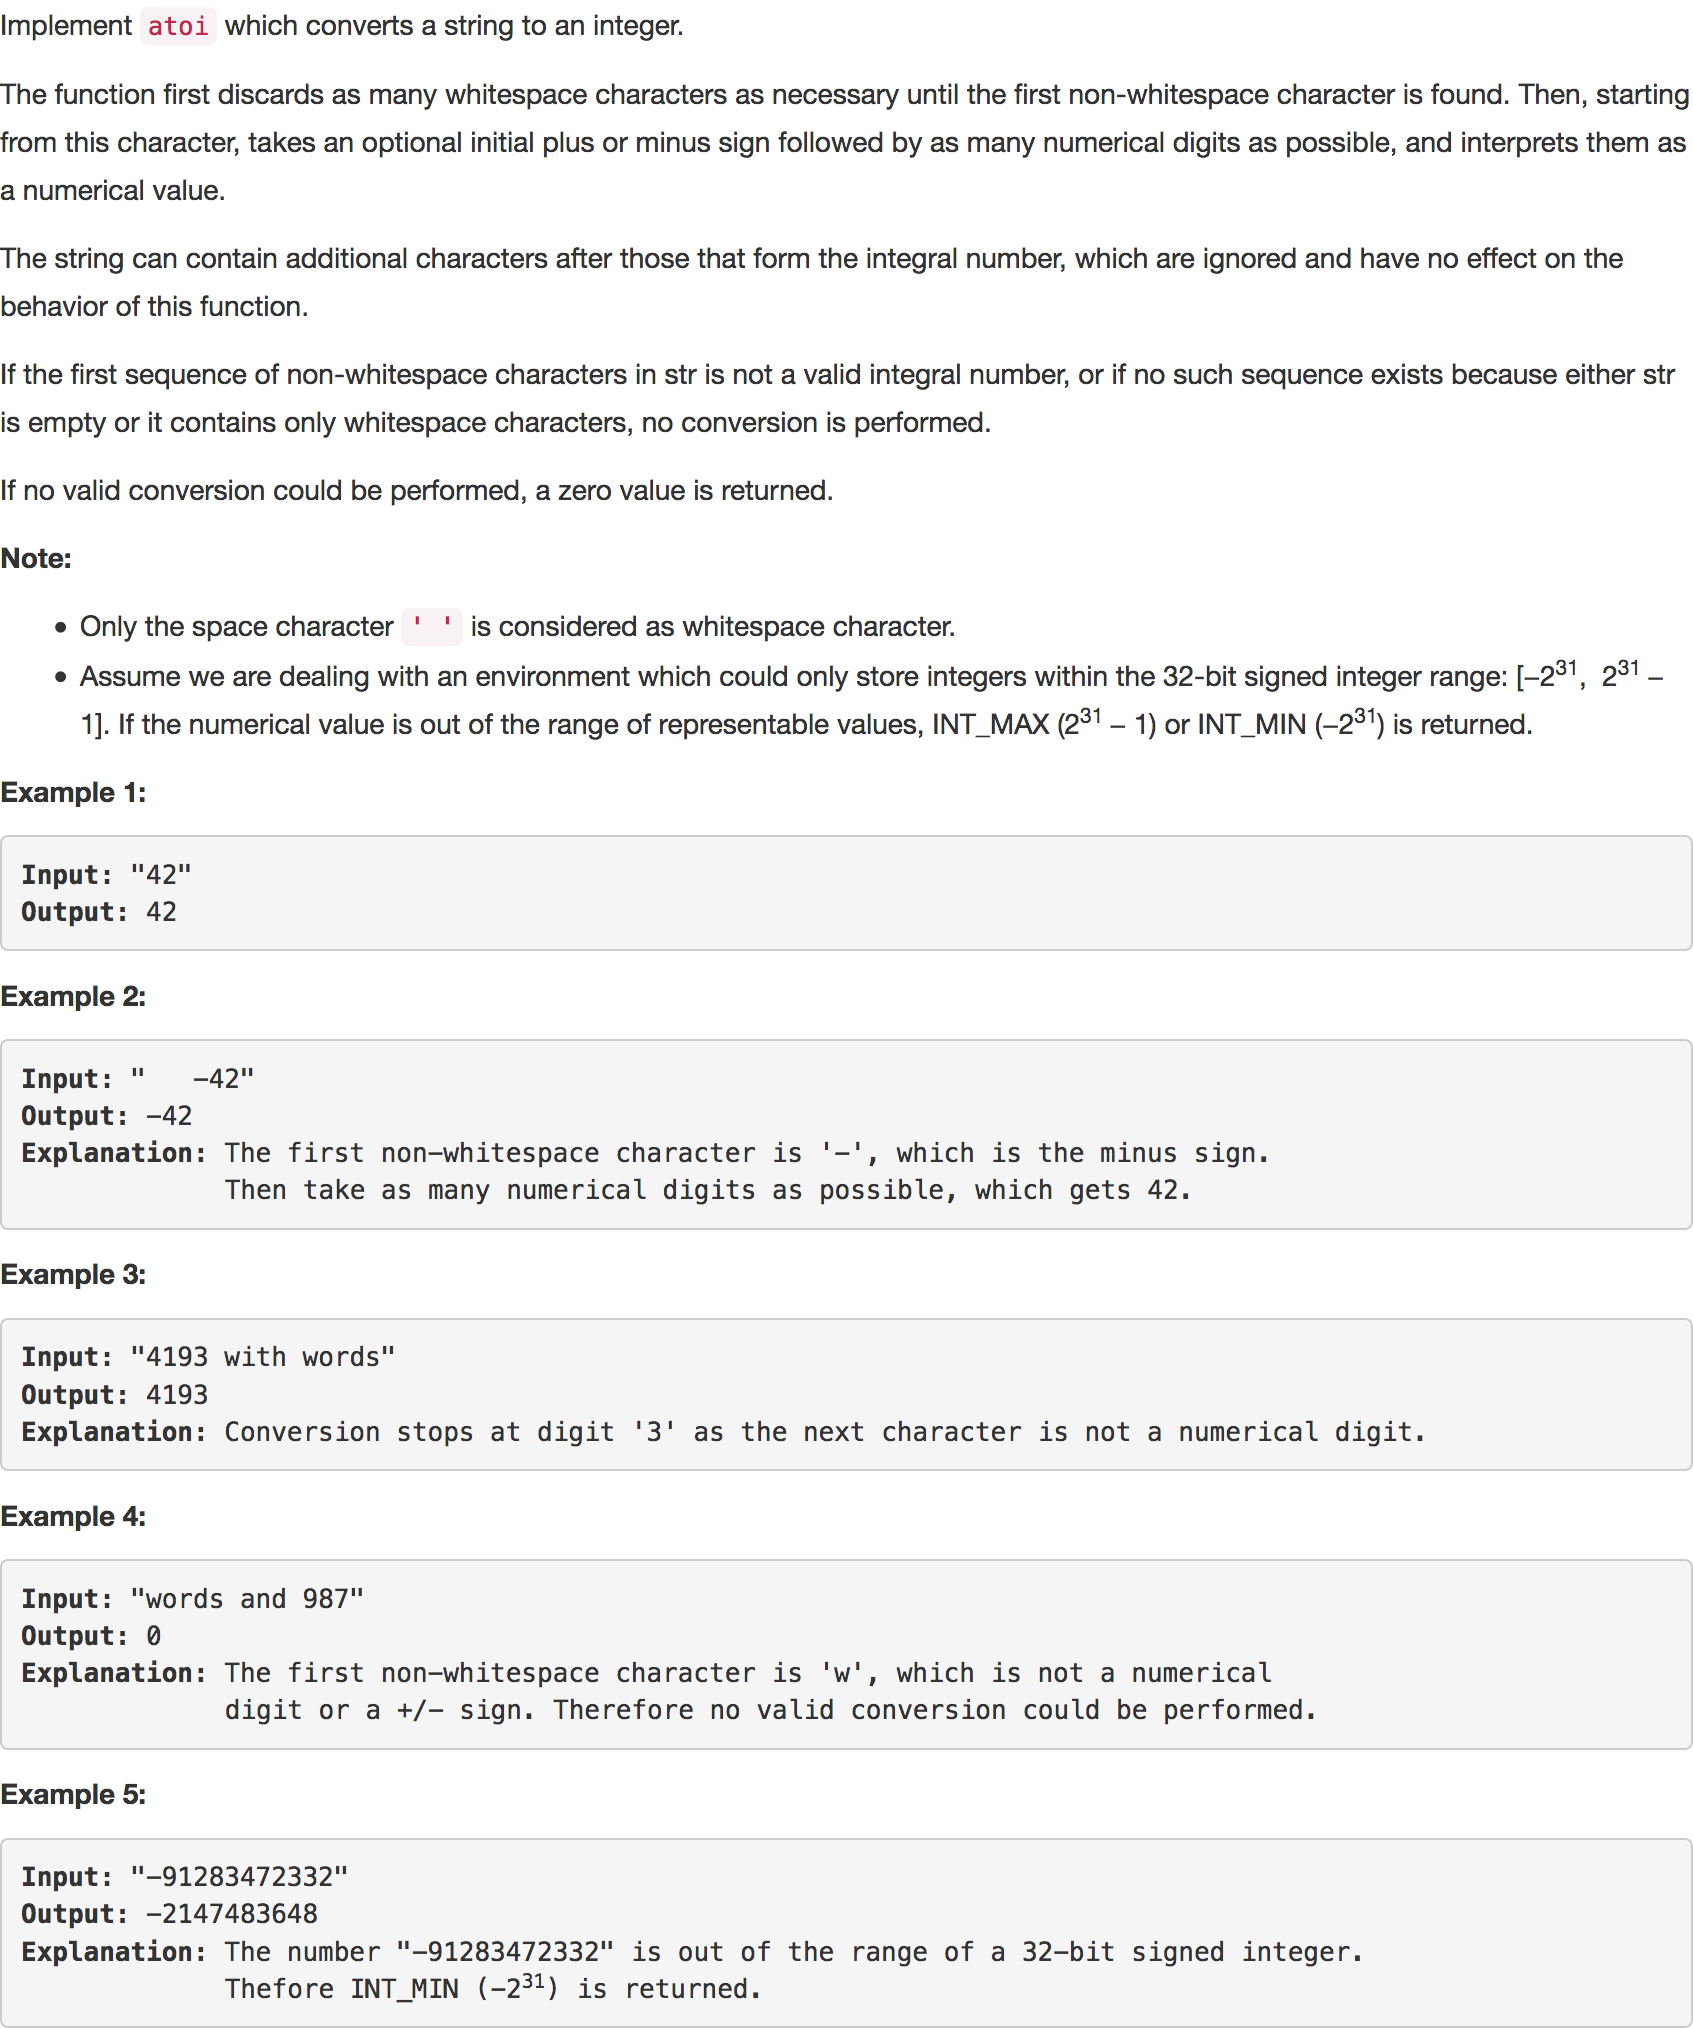 Implement atoi which converts a string to an integer.
The function first discards as many whitespace characters as necessary until the first non-whitespace character is found. Then, starting
from this character, takes an optional initial plus or minus sign followed by as many numerical digits as possible, and interprets them as
a numerical value.
The string can contain additional characters after those that form the integral number, which are ignored and have no effect on the
behavior of this function.
If the first sequence of non-whitespace characters in str is not a valid integral number, or if no such sequence exists because either str
is empty or it contains only whitespace characters, no conversion is performed.
If no valid conversion could be performed, a zero value is returned.
Note:
• Only the space character ' ' is considered as whitespace character.
• Assume we are dealing with an environment which could only store integers within the 32-bit signed integer range: [−2³¹, 2³¹ −
1]. If the numerical value is out of the range of representable values, INT_MAX (2³¹ − 1) or INT_MIN (−2³¹) is returned.
Example 1:
Input: "42"
Output: 42
Example 2:
Input: "   -42"
Output: -42
Explanation: The first non-whitespace character is '-', which is the minus sign.
Then take as many numerical digits as possible, which gets 42.
Example 3:
Input: "4193 with words"
Output: 4193
Explanation: Conversion stops at digit '3' as the next character is not a numerical digit.
Example 4:
Input: "words and 987"
Output: 0
Explanation: The first non-whitespace character is 'w', which is not a numerical
digit or a +/- sign. Therefore no valid conversion could be performed.
Example 5:
Input: "-91283472332"
Output: -2147483648
Explanation: The number "-91283472332" is out of the range of a 32-bit signed integer.
Thefore INT_MIN (−2³¹) is returned.